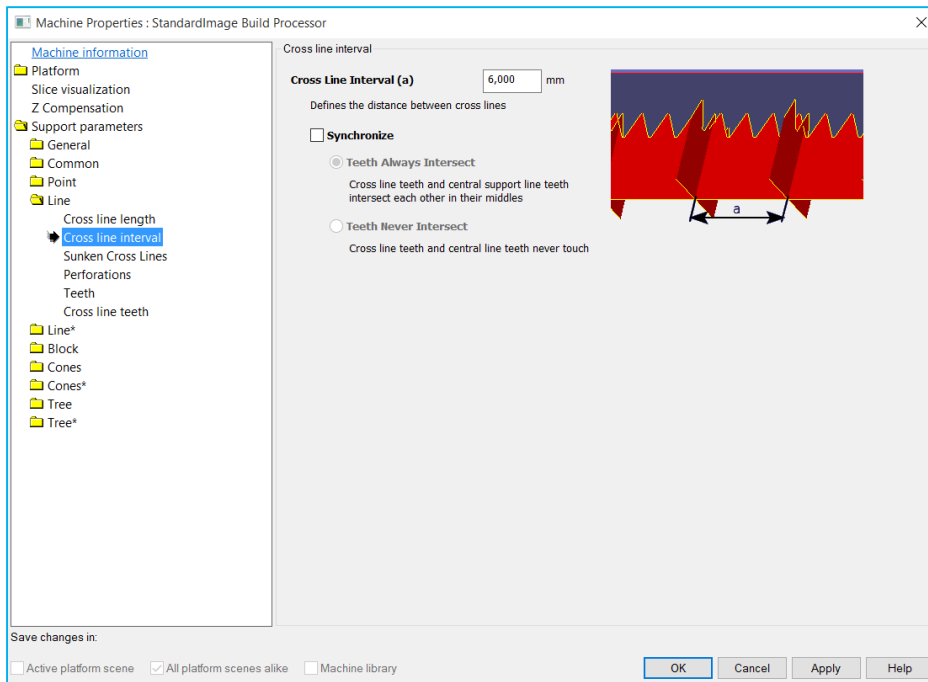 Machine Properties : StandardImage Build Processor
Machine information
Platform
Slice visualization
Z Compensation
Support parameters
General
Common
Point
Line
Cross line length
Cross line interval
Sunken Cross Lines
Perforations
Teeth
Cross line teeth
Line*
Block
Cones
Cones*
Tree
Tree*
Cross line interval
Cross Line Interval (a) 6,000 mm
Defines the distance between cross lines
Synchronize
Teeth Always Intersect
Cross line teeth and central support line teeth
intersect each other in their middles
Teeth Never Intersect
Cross line teeth and central line teeth never touch
a
Save changes in:
Active platform scene All platform scenes alike Machine library
OK Cancel Apply Help